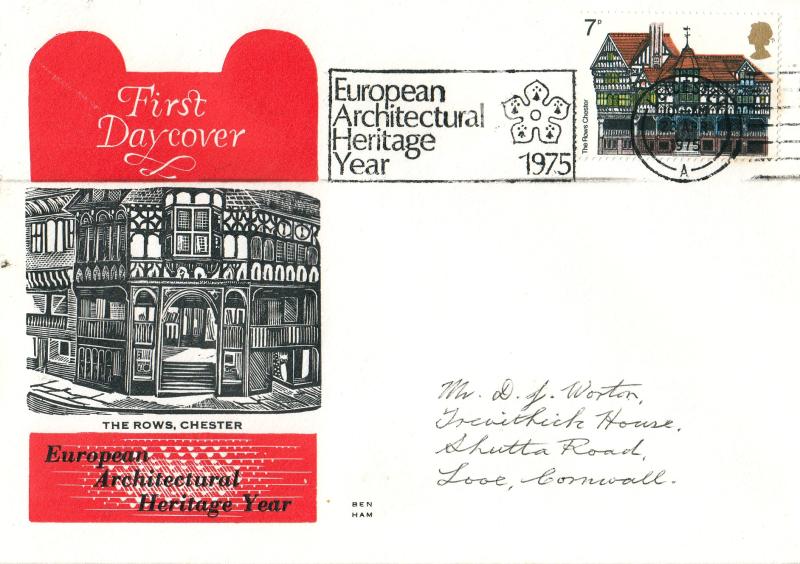 First
Daycover
European
Architectural
Heritage
Year
1975
7P
The Rows Chester
1975
A
THE ROWS, CHESTER
European
Architectural
Heritage Year
BEN
HAM
Mr. D. J. Worton,
Trevithick House,
Shutta Road,
Looe, Cornwall.